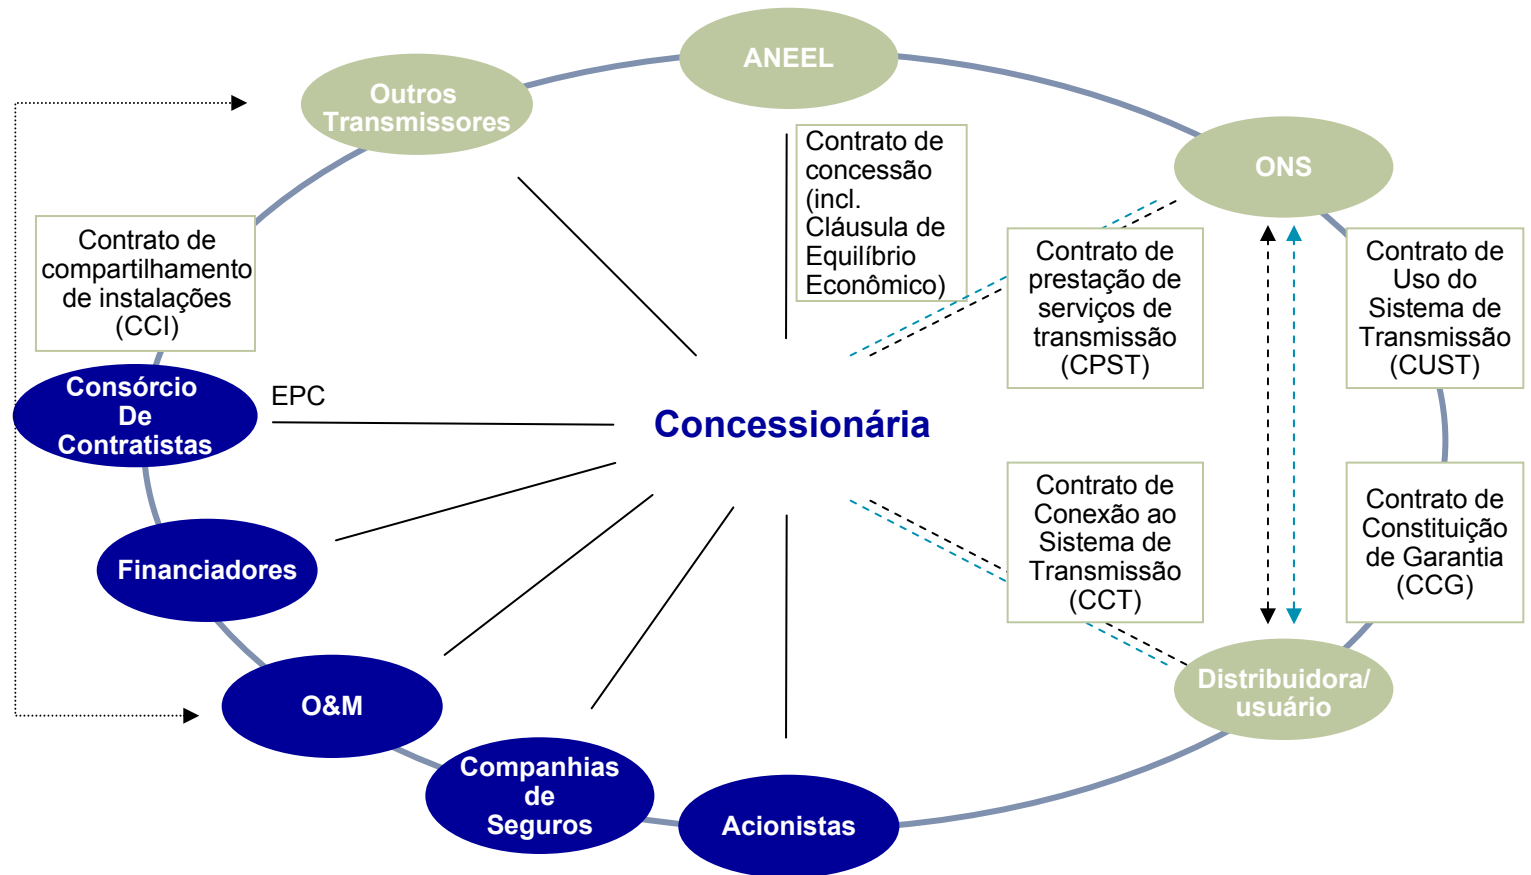 ANEEL
Outros
Transmissores
Contrato de
concessão
(incl.
Cláusula de
Equilíbrio
Econômico)
ONS
Contrato de
compartilhamento
de instalações
(CCI)
Contrato de
prestação de
serviços de
transmissão
(CPST)
Contrato de
Uso do
Sistema de
Transmissão
(CUST)
Consórcio
De
Contratistas
EPC
Concessionária
Contrato de
Conexão ao
Sistema de
Transmissão
(CCT)
Contrato de
Constituição
de Garantia
(CCG)
Financiadores
O&M
Distribuidora/
usuário
Companhias
de
Seguros
Acionistas